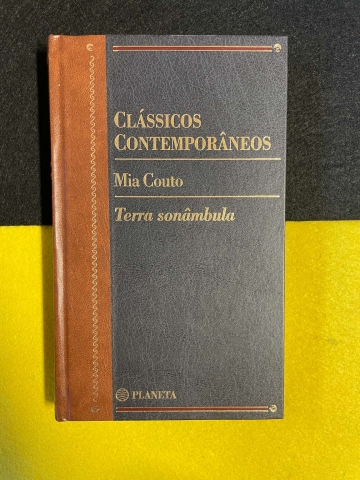 CLÁSSICOS
CONTEMPORÂNEOS
Mia Couto
Terra sonâmbula
PLANETA